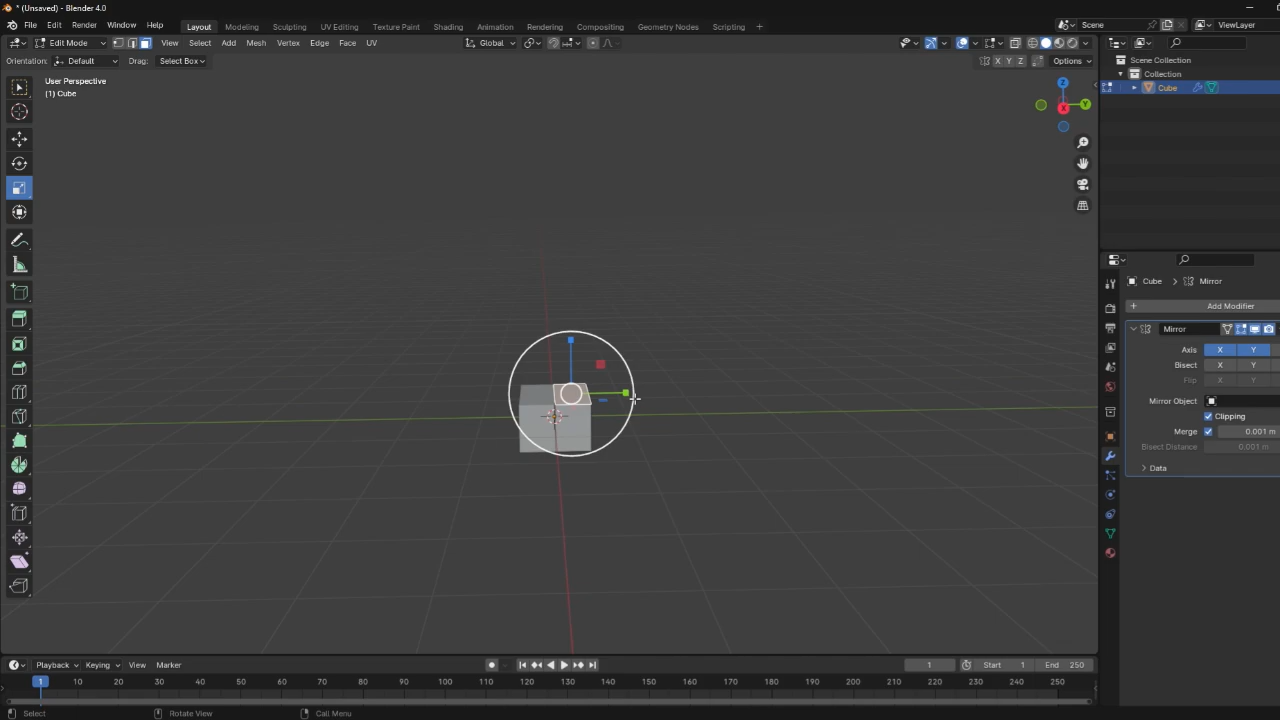 * (Unsaved) - Blender 4.0
File Edit Render Window Help Layout Modeling Sculpting UV Editing Texture Paint Shading Animation Rendering Compositing Geometry Nodes Scripting + Scene ViewLayer
Edit Mode View Select Add Mesh Vertex Edge Face UV Global
Orientation: Default Drag: Select Box X Y Z Options
User Perspective
(1) Cube
Z
Y
X
Scene Collection
Collection
Cube
Cube > Mirror
+ Add Modifier
Mirror
Axis X Y
Bisect X Y
Flip X Y
Mirror Object
Clipping
Merge 0.001 m
Bisect Distance 0.001 m
Data
Playback Keying View Marker 1 Start 1 End 250
1 10 20 30 40 50 60 70 80 90 100 110 120 130 140 150 160 170 180 190 200 210 220 230 240 250
Select Rotate View Call Menu